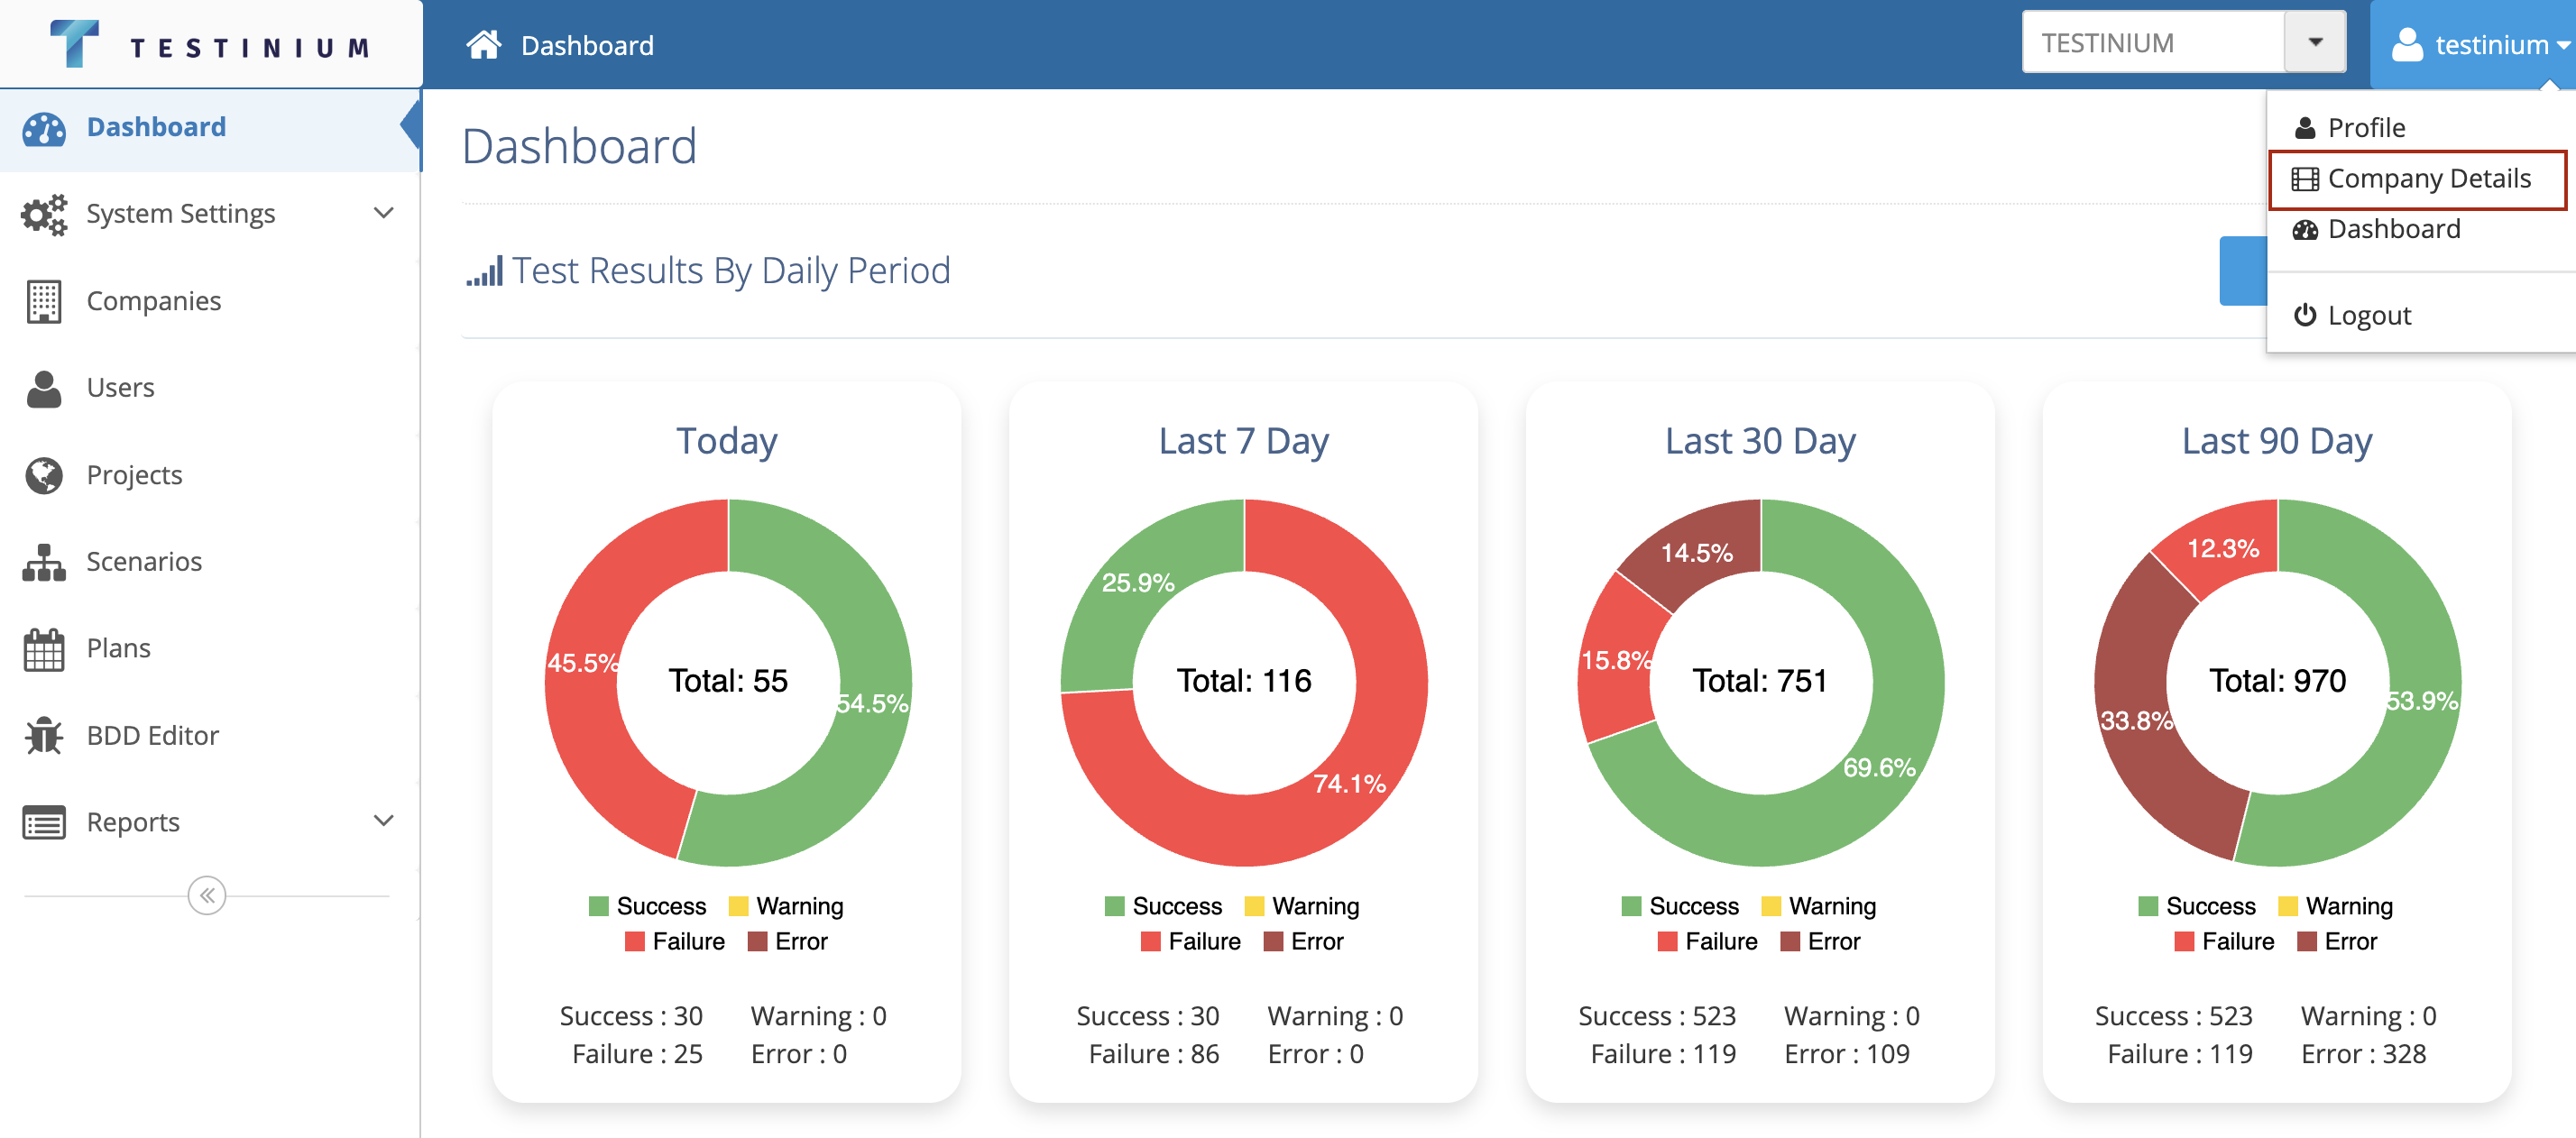 TESTINIUM
Dashboard
TESTINIUM
testinium
Dashboard
System Settings
Companies
Users
Projects
Scenarios
Plans
BDD Editor
Reports
Profile
Company Details
Dashboard
Logout
Dashboard
Test Results By Daily Period
Today
45.5%
54.5%
Total: 55
Success Warning
Failure Error
Success : 30 Warning : 0
Failure : 25 Error : 0
Last 7 Day
25.9%
74.1%
Total: 116
Success Warning
Failure Error
Success : 30 Warning : 0
Failure : 86 Error : 0
Last 30 Day
14.5%
15.8%
69.6%
Total: 751
Success Warning
Failure Error
Success : 523 Warning : 0
Failure : 119 Error : 109
Last 90 Day
12.3%
33.8%
53.9%
Total: 970
Success Warning
Failure Error
Success : 523 Warning : 0
Failure : 119 Error : 328